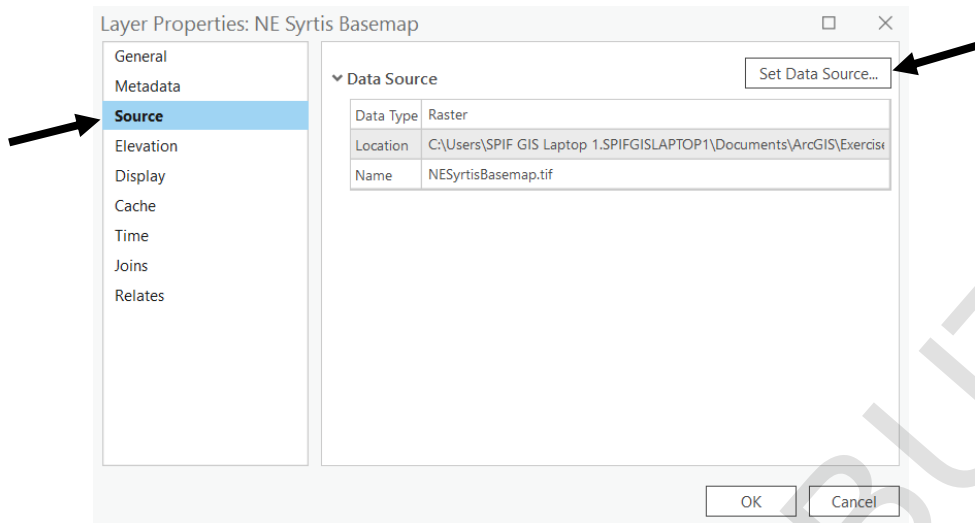 Layer Properties: NE Syrtis Basemap
General
Metadata
Source
Elevation
Display
Cache
Time
Joins
Relates
Data Source
Set Data Source...
Data Type Raster
Location C:\Users\SPIF GIS Laptop 1.SPIFGISLAPTOP1\Documents\ArcGIS\Exercise
Name NESyrtisBasemap.tif
OK Cancel